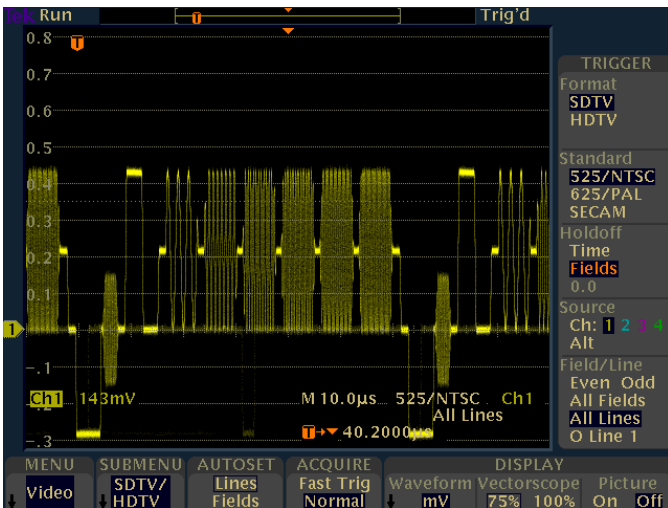 Tek Run Trig'd
T
T
0.8
0.7
0.6
0.5
0.4
0.3
0.2
0.1
1
-.1
-.2
-.3
Ch1 143mV M 10.0µs 525/NTSC Ch1
All Lines
T→▼ 40.2000µs
TRIGGER
Format
SDTV
HDTV
Standard
525/NTSC
625/PAL
SECAM
Holdoff
Time
Fields
0.0
Source
Ch: 1 2 3 4
Alt
Field/Line
Even Odd
All Fields
All Lines
O Line 1
MENU SUBMENU AUTOSET ACQUIRE DISPLAY
Video SDTV/ HDTV Lines Fields Fast Trig Normal Waveform mV Vectorscope 75% 100% Picture On Off